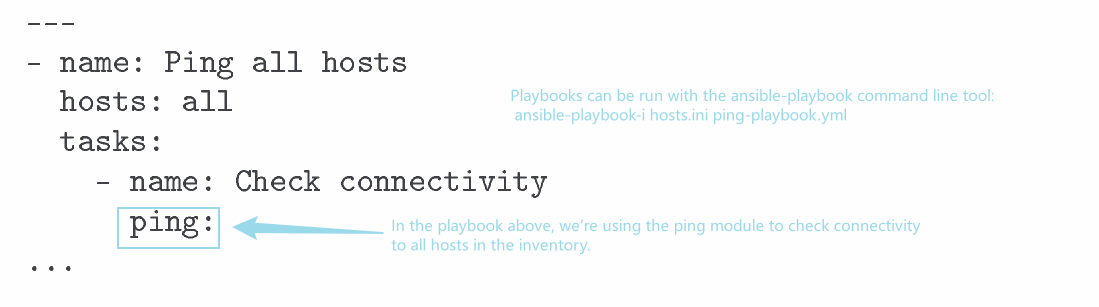 ---
- name: Ping all hosts
hosts: all
Playbooks can be run with the ansible-playbook command line tool:
ansible-playbook-i hosts.ini ping-playbook.yml
tasks:
- name: Check connectivity
ping:
In the playbook above, we’re using the ping module to check connectivity
to all hosts in the inventory.
...